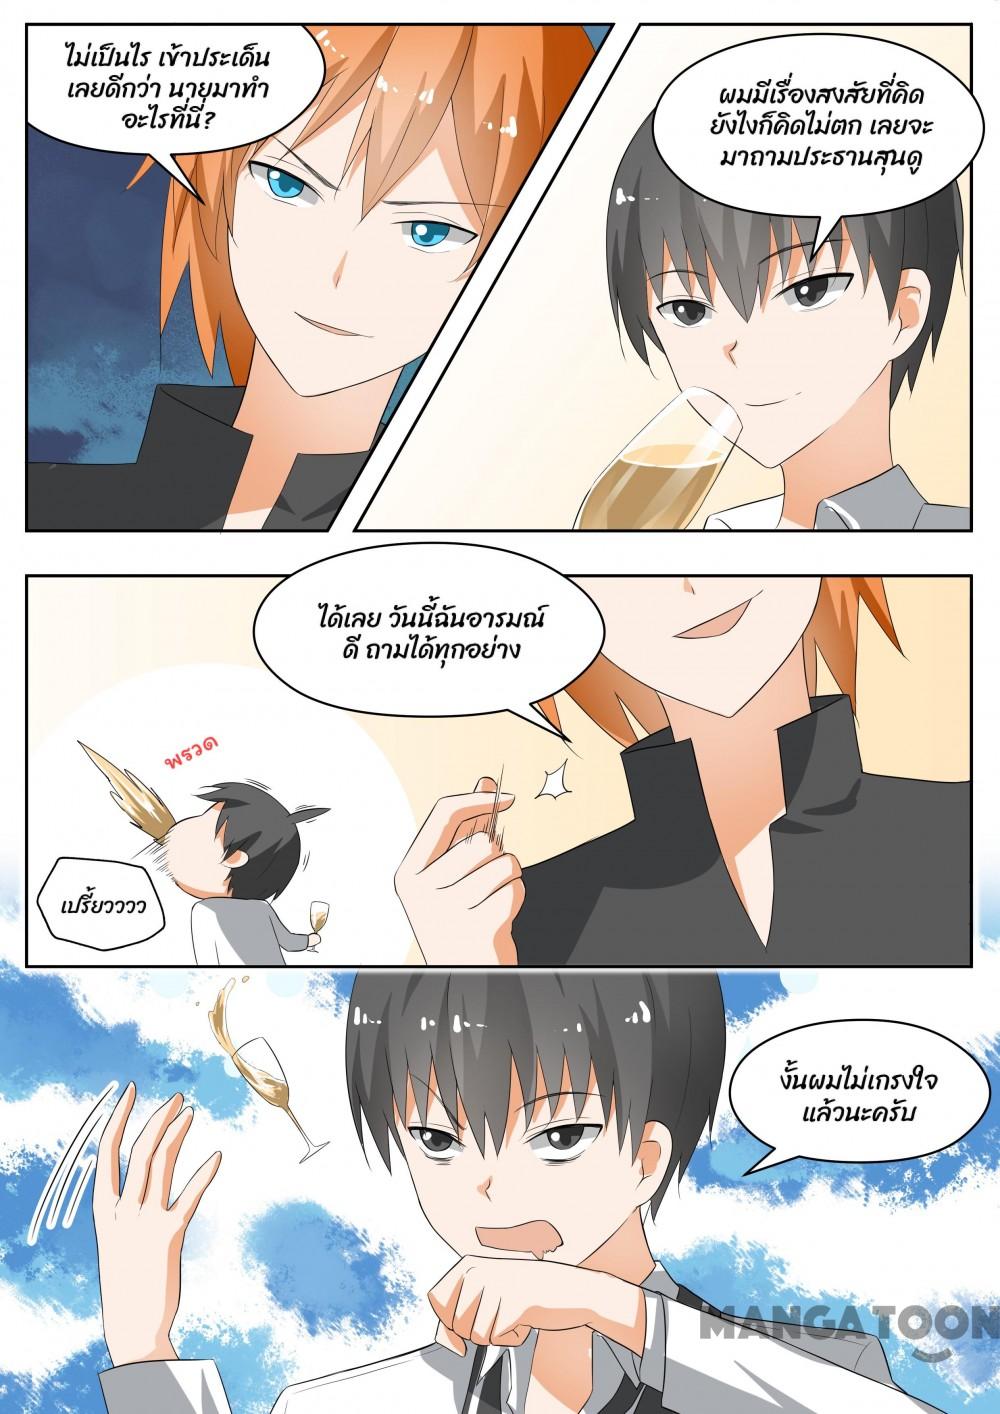 ไม่เป็นไร เข้าประเด็น
เลยดีกว่า นายมาทำ
อะไรที่นี่?
ผมมีเรื่องสงสัยที่คิด
ยังไงก็คิดไม่ตก เลยจะ
มาถามประธานสุนดู
ได้เลย วันนี้ฉันอารมณ์
ดี ถามได้ทุกอย่าง
พรวด
เปรี้ยวววว
งั้นผมไม่เกรงใจ
แล้วนะครับ
MANGATOON